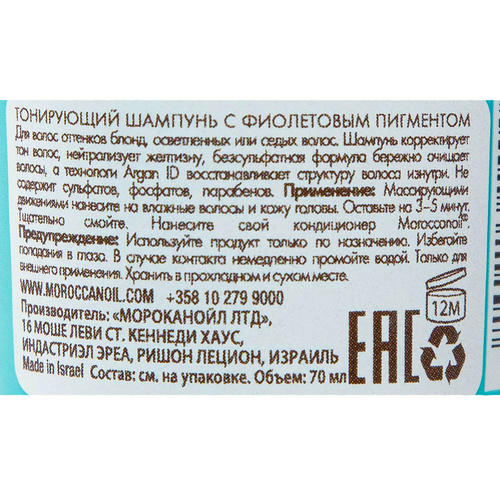 ТОНИРУЮЩИЙ ШАМПУНЬ С ФИОЛЕТОВЫМ ПИГМЕНТОМ
Для волос оттенков блонд, осветленных или седых волос. Шампунь корректирует
тон волос, нейтрализует желтизну, безсульфатная формула бережно очищает
волосы, а технологи Argan ID восстанавливает структуру волоса изнутри. Не
содержит сульфатов, фосфатов, парабенов. Применение: Массирующими
движениями нанесите на влажные волосы и кожу головы. Оставьте на 3–5 минут.
Тщательно смойте. Нанесите свой кондиционер Moroccanoil®.
Предупреждение: Используйте продукт только по назначению. Избегайте
попадания в глаза. В случае контакта немедленно промойте водой. Только для
внешнего применения. Хранить в прохладном и сухом месте.
WWW.MOROCCANOIL.COM +358 10 279 9000
Производитель: «МОРОКАНОЙЛ ЛТД»,
16 МОШЕ ЛЕВИ СТ. КЕННЕДИ ХАУС,
ИНДАСТРИЭЛ ЭРЕА, РИШОН ЛЕЦИОН, ИЗРАИЛЬ
Made in Israel Состав: см. на упаковке. Объем: 70 мл
12M
EAC